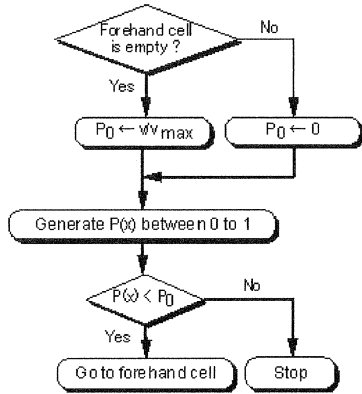 Forehand cell
is empty ?
No
Yes
P0 ← v/vmax
P0 ← 0
Generate P(x) between 0 to 1
P(x) < P0
No
Yes
Go to forehand cell
Stop